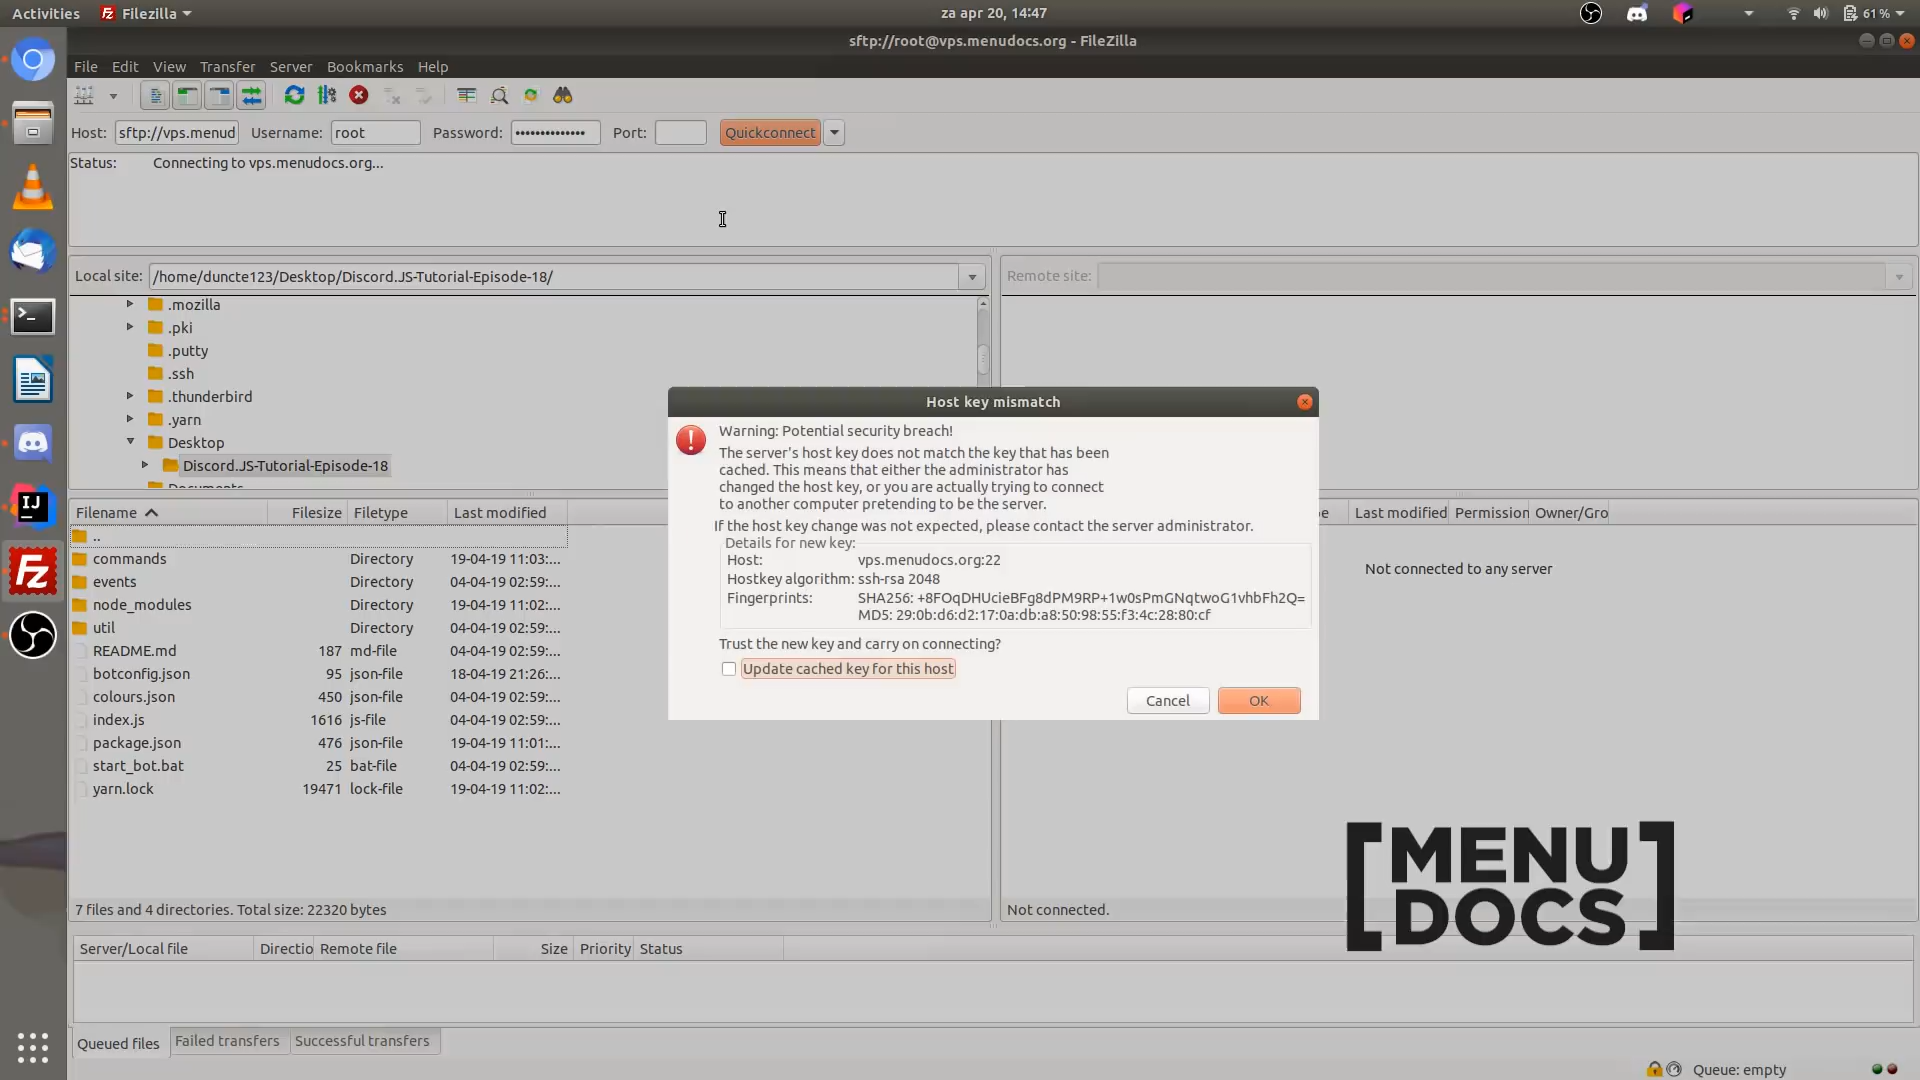 Activities
Filezilla
za apr 20, 14:47
61 %
sftp://root@vps.menudocs.org - FileZilla
File Edit View Transfer Server Bookmarks Help
Host: sftp://vps.menud Username: root Password: •••••••••••••• Port: Quickconnect
Status: Connecting to vps.menudocs.org...
Local site: /home/duncte123/Desktop/Discord.JS-Tutorial-Episode-18/
Remote site:
.mozilla
.pki
.putty
.ssh
.thunderbird
.yarn
Desktop
Discord.JS-Tutorial-Episode-18
Host key mismatch
Warning: Potential security breach!
The server's host key does not match the key that has been
cached. This means that either the administrator has
changed the host key, or you are actually trying to connect
to another computer pretending to be the server.
If the host key change was not expected, please contact the server administrator.
Details for new key:
Host: vps.menudocs.org:22
Hostkey algorithm: ssh-rsa 2048
Fingerprints: SHA256: +8FOqDHUcieBFg8dPM9RP+1w0sPmGNqtwoG1vhbFh2Q=
MD5: 29:0b:d6:d2:17:0a:db:a8:50:98:55:f3:4c:28:80:cf
Trust the new key and carry on connecting?
Update cached key for this host
Cancel OK
Filename Filesize Filetype Last modified
..
commands Directory 19-04-19 11:03:...
events Directory 04-04-19 02:59:...
node_modules Directory 19-04-19 11:02:...
util Directory 04-04-19 02:59:...
README.md 187 md-file 04-04-19 02:59:...
botconfig.json 95 json-file 18-04-19 21:26:...
colours.json 450 json-file 04-04-19 02:59:...
index.js 1616 js-file 04-04-19 02:59:...
package.json 476 json-file 19-04-19 11:01:...
start_bot.bat 25 bat-file 04-04-19 02:59:...
yarn.lock 19471 lock-file 19-04-19 11:02:...
pe Last modified Permission Owner/Gro
Not connected to any server
7 files and 4 directories. Total size: 22320 bytes
Not connected.
[MENU
DOCS]
Server/Local file Directio Remote file Size Priority Status
Queued files Failed transfers Successful transfers
Queue: empty
IJ